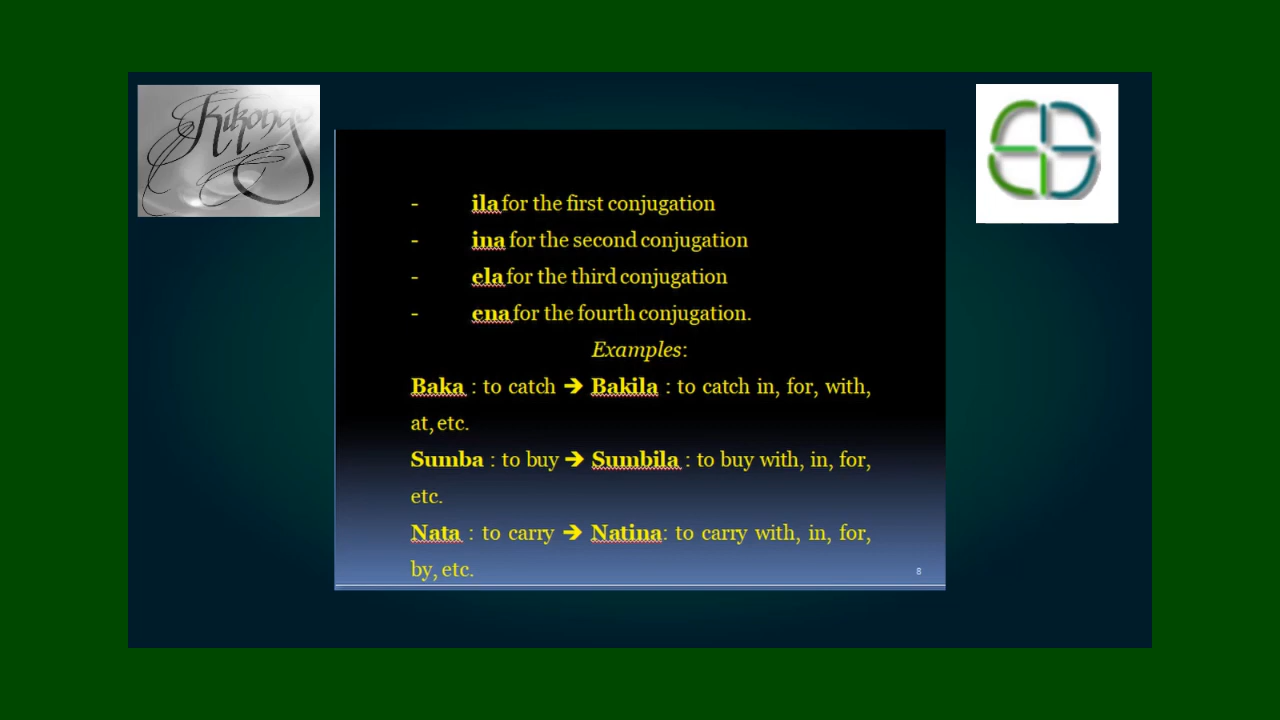 Kikongo
- ila for the first conjugation
- ina for the second conjugation
- ela for the third conjugation
- ena for the fourth conjugation.
Examples:
Baka : to catch ➔ Bakila : to catch in, for, with,
at, etc.
Sumba : to buy ➔ Sumbila : to buy with, in, for,
etc.
Nata : to carry ➔ Natina: to carry with, in, for,
by, etc.
8